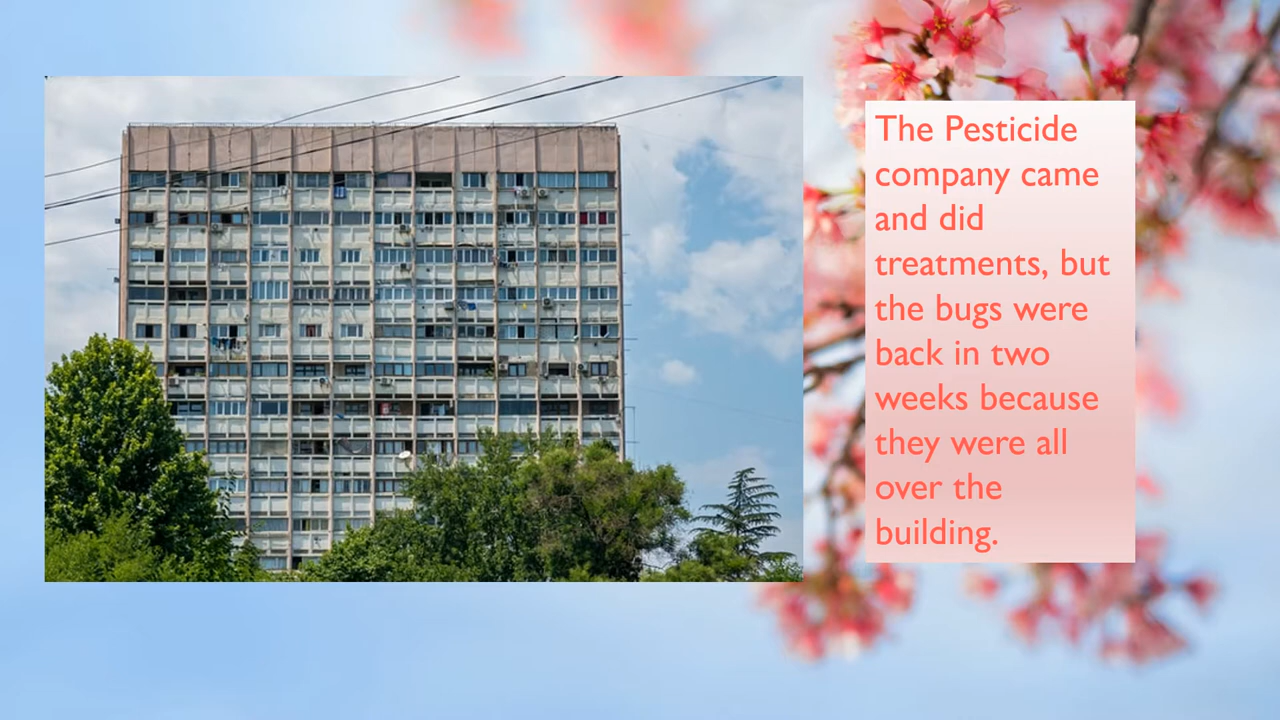 The Pesticide
company came
and did
treatments, but
the bugs were
back in two
weeks because
they were all
over the
building.